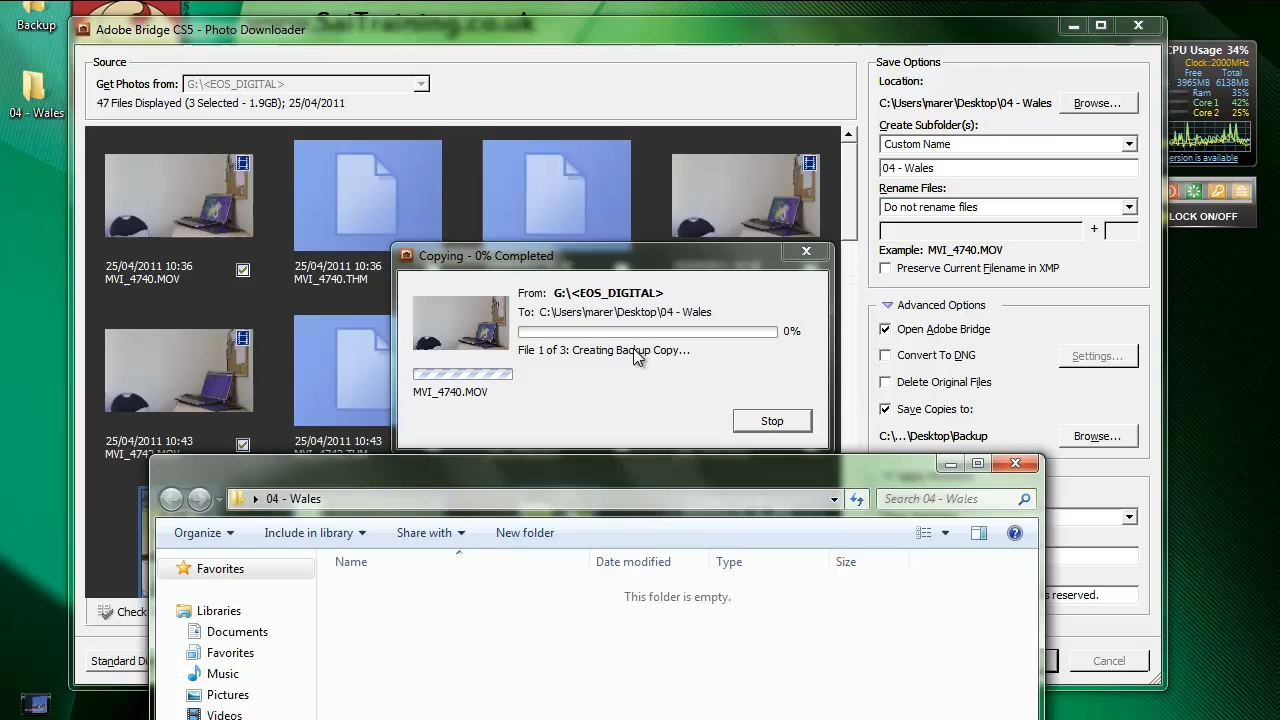 Backup
04 - Wales
SaiTraining.co.uk
Adobe Bridge CS5 - Photo Downloader
Source
Get Photos from: G:\<EOS_DIGITAL>
47 Files Displayed (3 Selected - 1.9GB); 25/04/2011
25/04/2011 10:36
MVI_4740.MOV
25/04/2011 10:36
MVI_4740.THM
25/04/2011 10:43
25/04/2011 10:43
Check
Save Options
Location:
C:\Users\marer\Desktop\04 - Wales
Browse...
Create Subfolder(s):
Custom Name
04 - Wales
Rename Files:
Do not rename files
+
Example: MVI_4740.MOV
Preserve Current Filename in XMP
Advanced Options
Open Adobe Bridge
Convert To DNG
Settings...
Delete Original Files
Save Copies to:
C:\...\Desktop\Backup
Browse...
s reserved.
Cancel
Standard Di
Copying - 0% Completed
From: G:\<EOS_DIGITAL>
To: C:\Users\marer\Desktop\04 - Wales
0%
File 1 of 3: Creating Backup Copy...
MVI_4740.MOV
Stop
04 - Wales
Search 04 - Wales
Organize
Include in library
Share with
New folder
Favorites
Libraries
Documents
Favorites
Music
Pictures
Videos
Name
Date modified
Type
Size
This folder is empty.
CPU Usage 34%
Clock: 2000MHz
Free Total
3965MB 6138MB
Ram 35%
Core 1 42%
Core 2 25%
ersion is available
LOCK ON/OFF